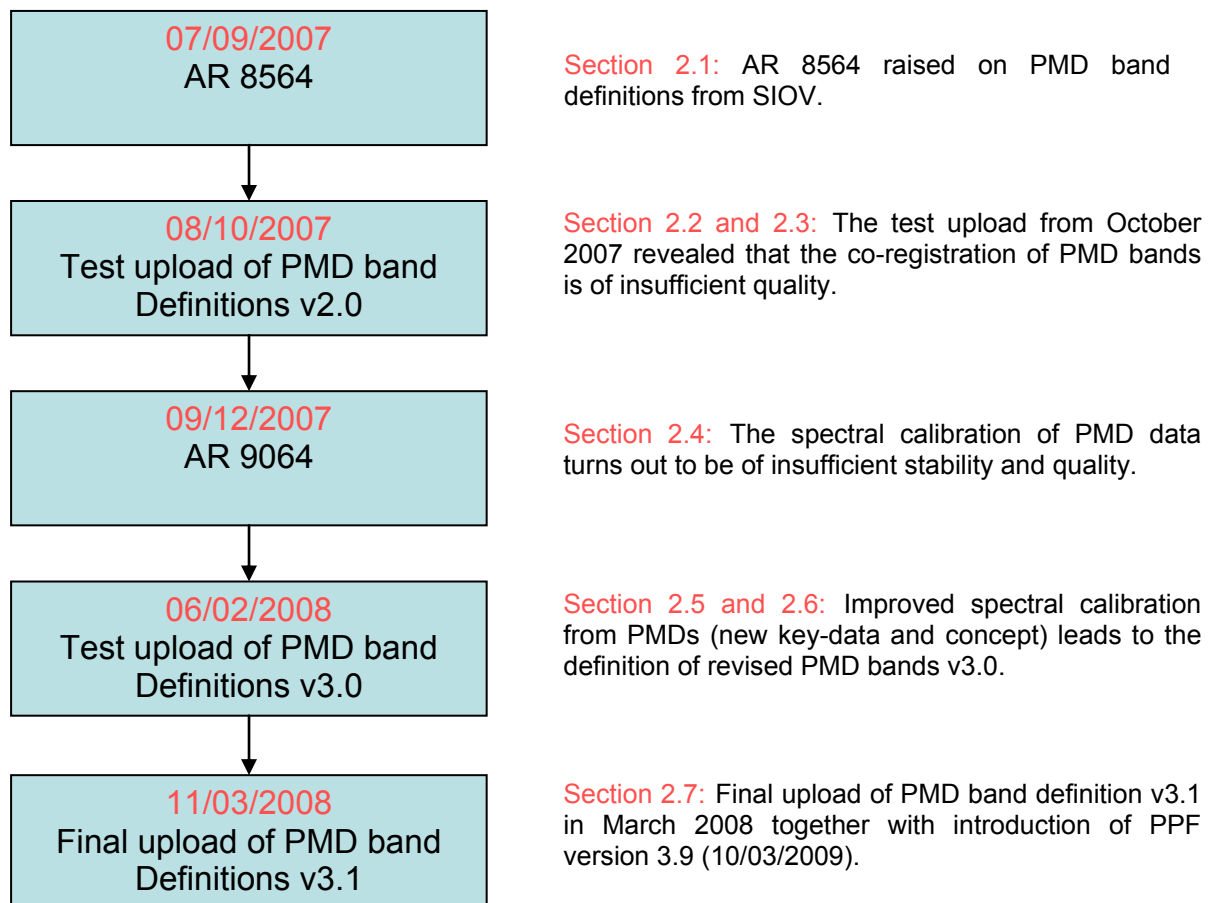 07/09/2007
AR 8564
Section 2.1: AR 8564 raised on PMD band
definitions from SIOV.
08/10/2007
Test upload of PMD band
Definitions v2.0
Section 2.2 and 2.3: The test upload from October
2007 revealed that the co-registration of PMD bands
is of insufficient quality.
09/12/2007
AR 9064
Section 2.4: The spectral calibration of PMD data
turns out to be of insufficient stability and quality.
06/02/2008
Test upload of PMD band
Definitions v3.0
Section 2.5 and 2.6: Improved spectral calibration
from PMDs (new key-data and concept) leads to the
definition of revised PMD bands v3.0.
11/03/2008
Final upload of PMD band
Definitions v3.1
Section 2.7: Final upload of PMD band definition v3.1
in March 2008 together with introduction of PPF
version 3.9 (10/03/2009).